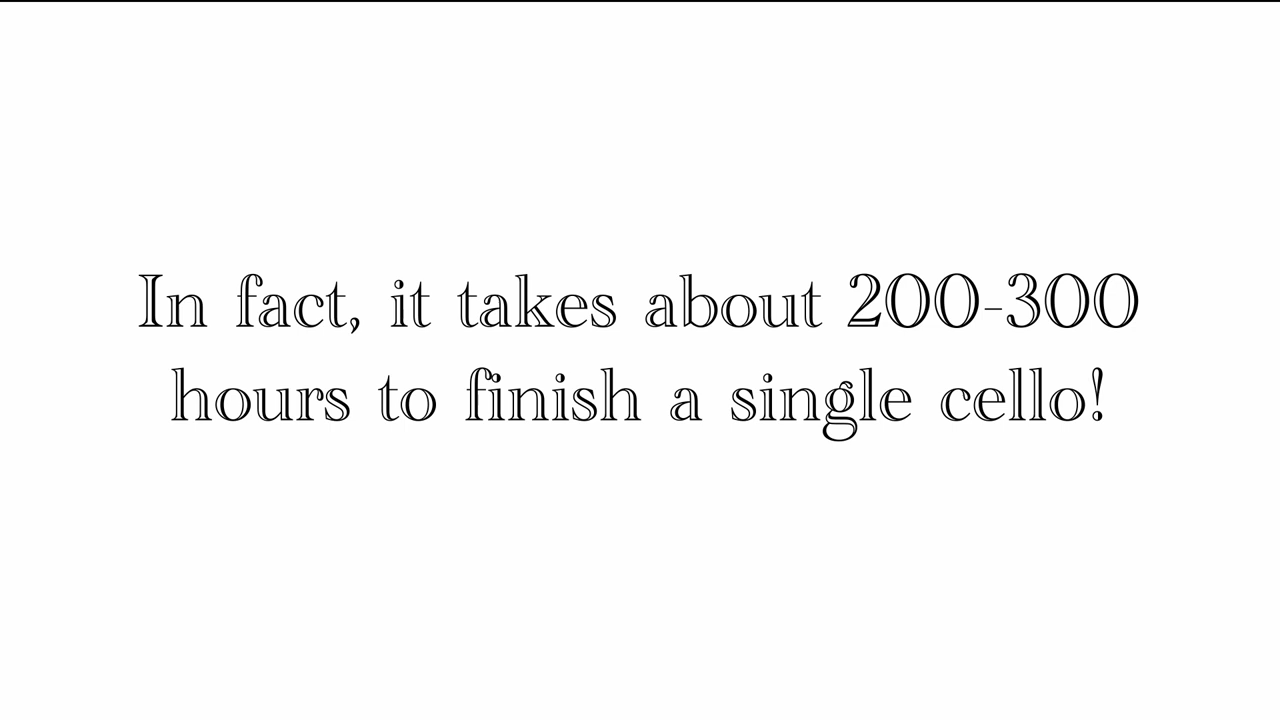 In fact, it takes about 200-300
hours to finish a single cello!